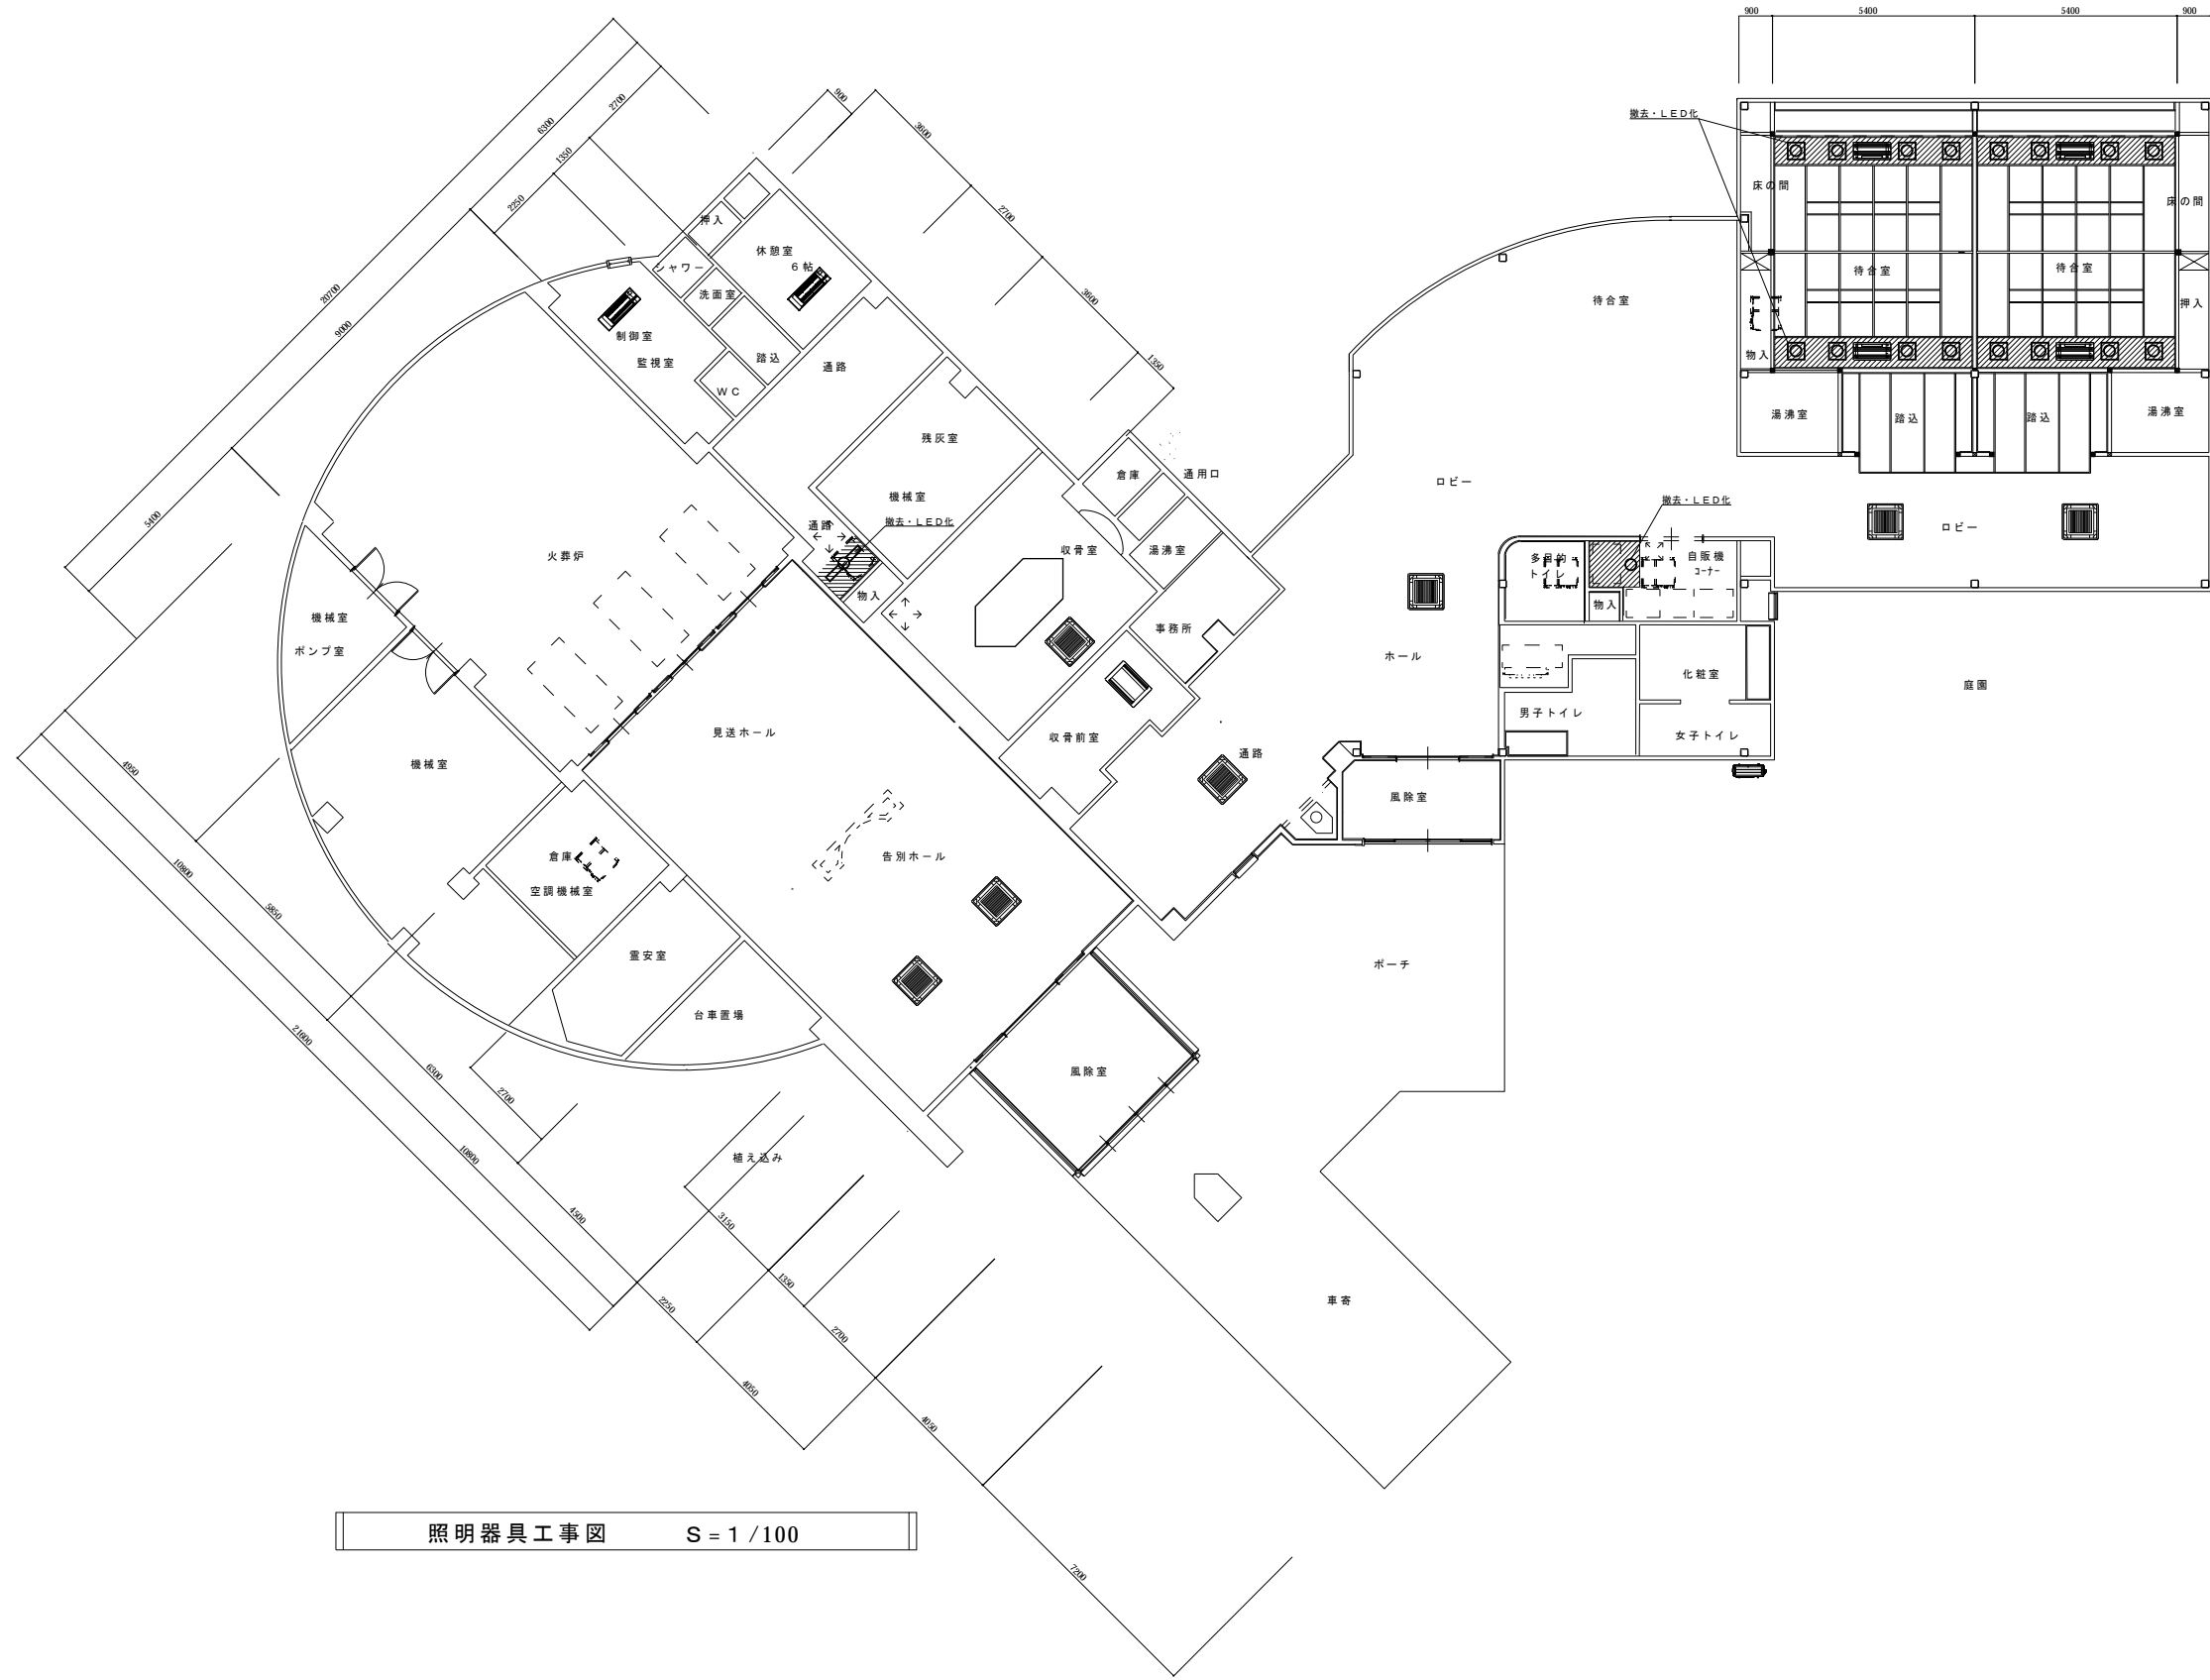 900
5400
5400
900
撤去・LED化
床の間
床の間
待合室
待合室
押入
物入
湯沸室
踏込
踏込
湯沸室
ロビー
待合室
ロビー
撤去・LED化
多目的
トイレ
自販機
コーナー
物入
ホール
化粧室
男子トイレ
女子トイレ
庭園
風除室
通路
ポーチ
車寄
900
3600
2700
3600
1350
6300
2700
1350
2250
20700
9000
5400
押入
休憩室
6帖
シャワー
洗面室
制御室
監視室
踏込
WC
通路
残灰室
機械室
撤去・LED化
通路
物入
倉庫
通用口
収骨室
湯沸室
事務所
収骨前室
火葬炉
機械室
ポンプ室
機械室
見送ホール
告別ホール
倉庫
空調機械室
霊安室
台車置場
風除室
植え込み
4950
10800
5850
21600
6300
2700
10800
4500
3150
1350
2250
2700
4050
4050
7200
照明器具工事図 S=1/100